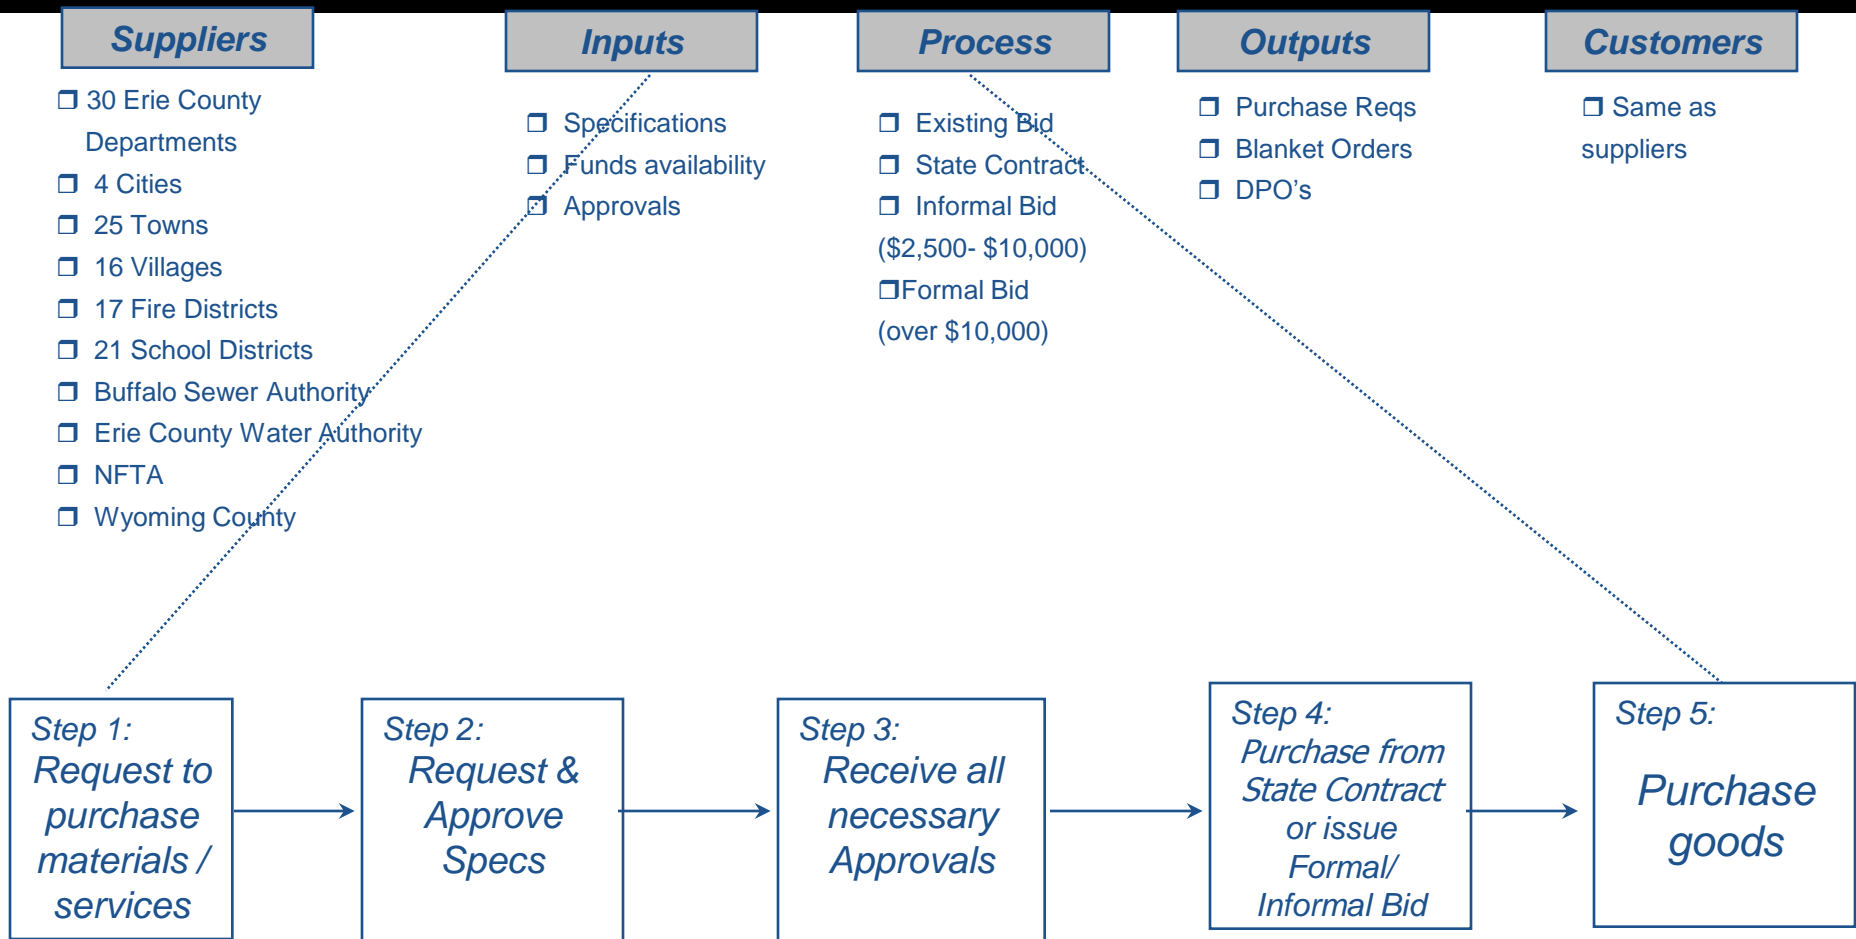 Suppliers
30 Erie County
Departments
4 Cities
25 Towns
16 Villages
17 Fire Districts
21 School Districts
Buffalo Sewer Authority
Erie County Water Authority
NFTA
Wyoming County
Inputs
Specifications
Funds availability
Approvals
Process
Existing Bid
State Contract
Informal Bid
($2,500- $10,000)
Formal Bid
(over $10,000)
Outputs
Purchase Reqs
Blanket Orders
DPO’s
Customers
Same as
suppliers
Step 1:
Request to
purchase
materials /
services
Step 2:
Request &
Approve
Specs
Step 3:
Receive all
necessary
Approvals
Step 4:
Purchase from
State Contract
or issue
Formal/
Informal Bid
Step 5:
Purchase
goods